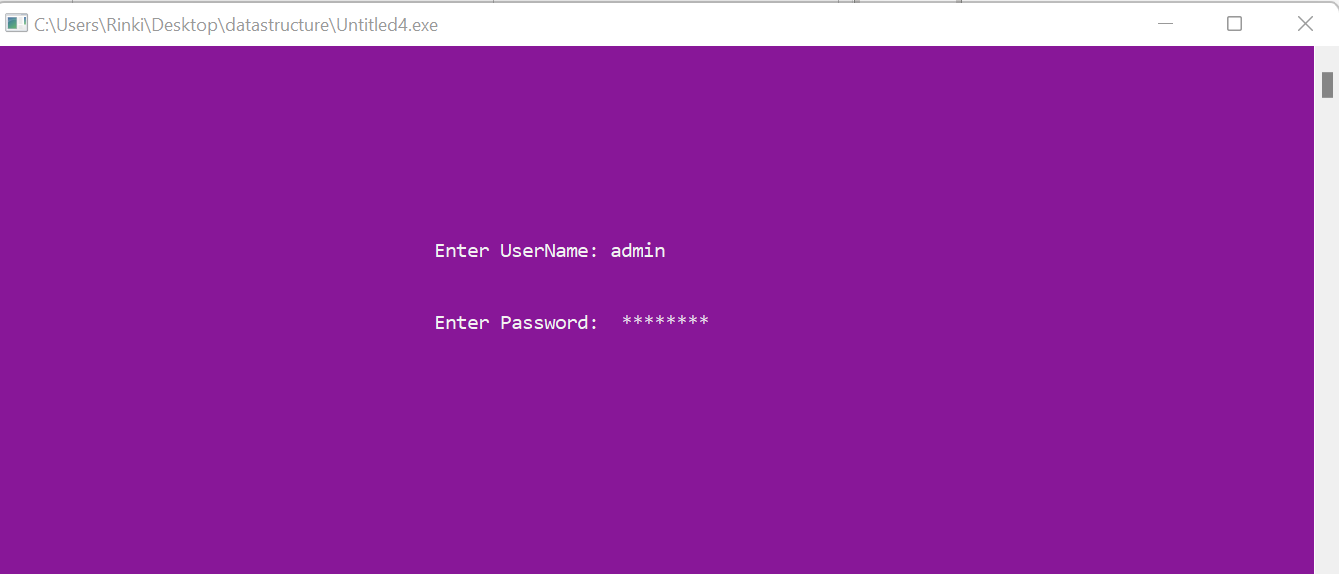 C:\Users\Rinki\Desktop\datastructure\Untitled4.exe
Enter UserName: admin
Enter Password:  ********